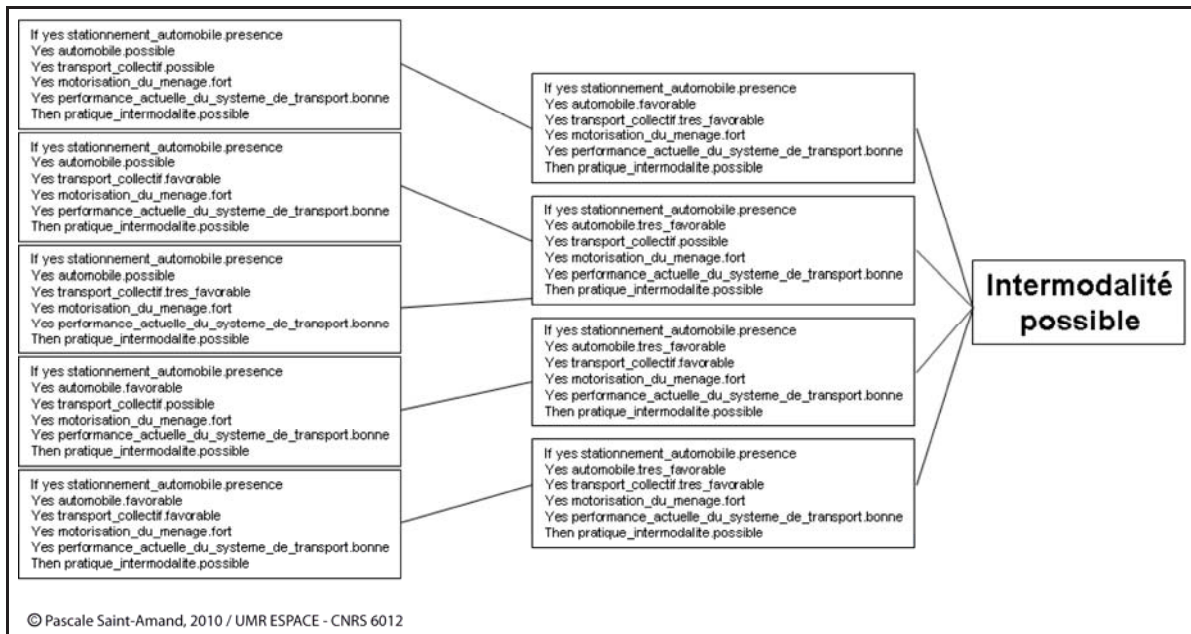 If yes stationnement_automobile.presence
Yes automobile.possible
Yes transport_collectif.possible
Yes motorisation_du_menage.fort
Yes performance_actuelle_du_systeme_de_transport.bonne
Then pratique_intermodalite.possible
If yes stationnement_automobile.presence
Yes automobile.possible
Yes transport_collectif.favorable
Yes motorisation_du_menage.fort
Yes performance_actuelle_du_systeme_de_transport.bonne
Then pratique_intermodalite.possible
If yes stationnement_automobile.presence
Yes automobile.possible
Yes transport_collectif.tres_favorable
Yes motorisation_du_menage.fort
Yes performance_actuelle_du_systeme_de_transport.bonne
Then pratique_intermodalite.possible
If yes stationnement_automobile.presence
Yes automobile.favorable
Yes transport_collectif.possible
Yes motorisation_du_menage.fort
Yes performance_actuelle_du_systeme_de_transport.bonne
Then pratique_intermodalite.possible
If yes stationnement_automobile.presence
Yes automobile.favorable
Yes transport_collectif.favorable
Yes motorisation_du_menage.fort
Yes performance_actuelle_du_systeme_de_transport.bonne
Then pratique_intermodalite.possible
If yes stationnement_automobile.presence
Yes automobile.favorable
Yes transport_collectif.tres_favorable
Yes motorisation_du_menage.fort
Yes performance_actuelle_du_systeme_de_transport.bonne
Then pratique_intermodalite.possible
If yes stationnement_automobile.presence
Yes automobile.tres_favorable
Yes transport_collectif.possible
Yes motorisation_du_menage.fort
Yes performance_actuelle_du_systeme_de_transport.bonne
Then pratique_intermodalite.possible
If yes stationnement_automobile.presence
Yes automobile.tres_favorable
Yes transport_collectif.favorable
Yes motorisation_du_menage.fort
Yes performance_actuelle_du_systeme_de_transport.bonne
Then pratique_intermodalite.possible
If yes stationnement_automobile.presence
Yes automobile.tres_favorable
Yes transport_collectif.tres_favorable
Yes motorisation_du_menage.fort
Yes performance_actuelle_du_systeme_de_transport.bonne
Then pratique_intermodalite.possible
Intermodalité
possible
© Pascale Saint-Amand, 2010 / UMR ESPACE - CNRS 6012